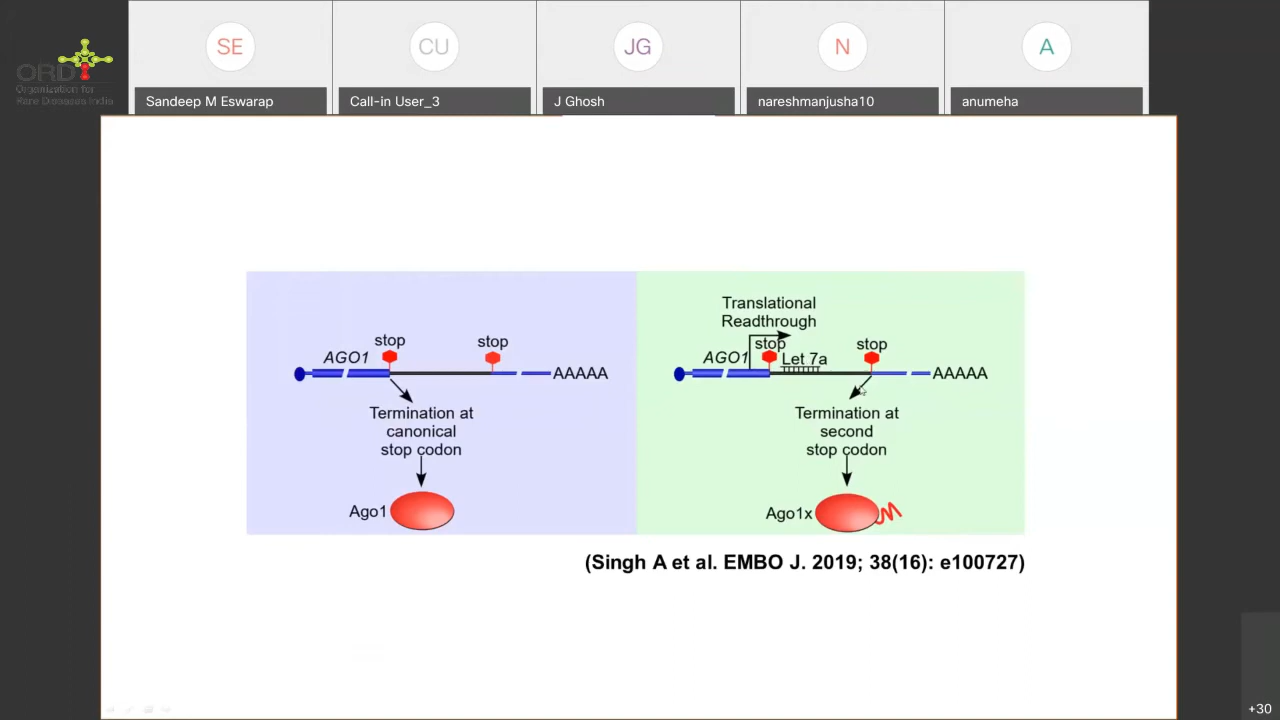 ORDI
Organization for
Rare Diseases India
SE
CU
JG
N
A
Sandeep M Eswarap
Call-in User_3
J Ghosh
nareshmanjusha10
anumeha
stop
stop
AGO1
AAAAA
Termination at
canonical
stop codon
Ago1
Translational
Readthrough
stop
stop
AGO1
Let 7a
AAAAA
Termination at
second
stop codon
Ago1x
(Singh A et al. EMBO J. 2019; 38(16): e100727)
+30